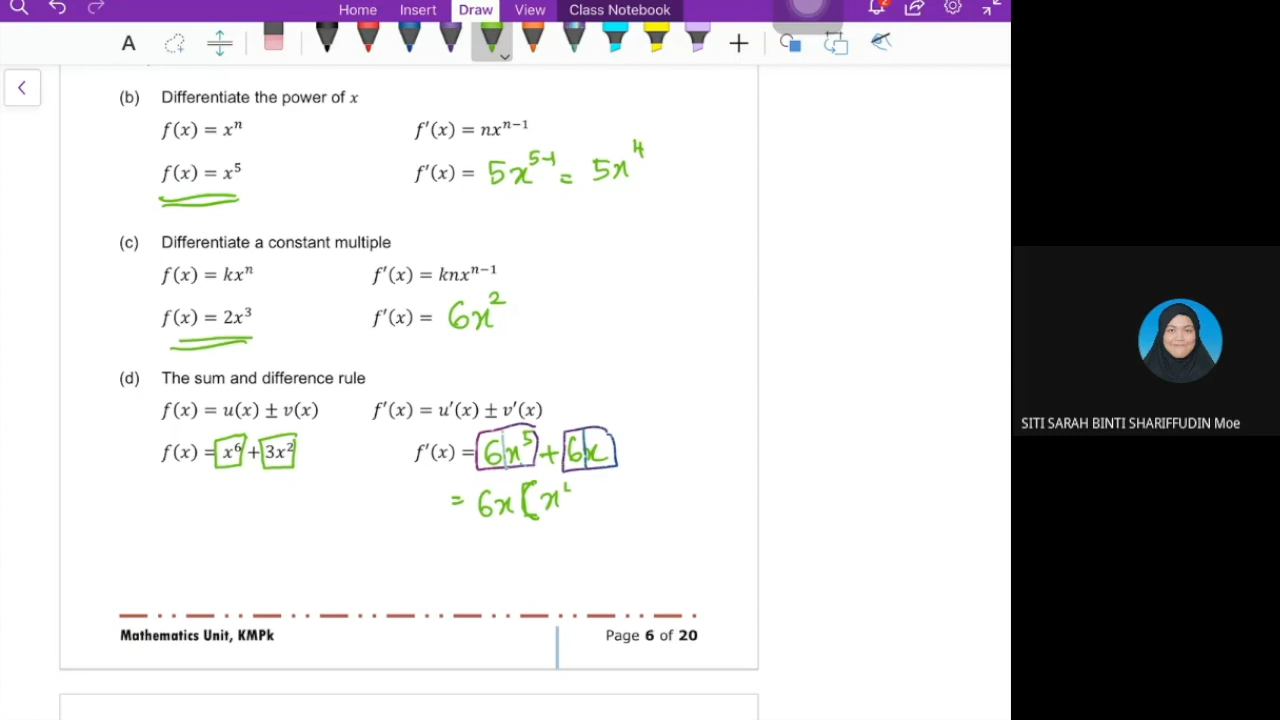 Home Insert Draw View Class Notebook
2
A
(b) Differentiate the power of x
f(x) = xⁿ f′(x) = nxⁿ⁻¹
f(x) = x⁵ f′(x) = 5x⁵⁻¹ = 5x⁴
(c) Differentiate a constant multiple
f(x) = kxⁿ f′(x) = knxⁿ⁻¹
f(x) = 2x³ f′(x) = 6x²
(d) The sum and difference rule
f(x) = u(x) ± v(x) f′(x) = u′(x) ± v′(x)
f(x) = x⁶ + 3x² f′(x) = 6x⁵ + 6x
= 6x [x
Mathematics Unit, KMPk Page 6 of 20
SITI SARAH BINTI SHARIFFUDIN Moe